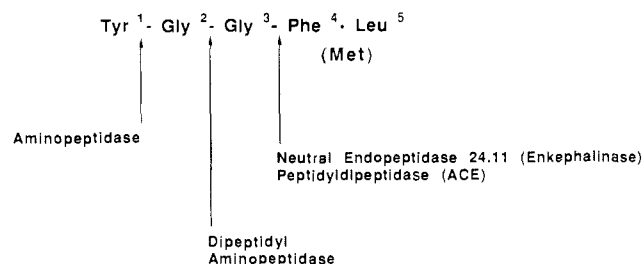 Tyr ¹- Gly ²- Gly ³- Phe ⁴· Leu ⁵
(Met)
Aminopeptidase
Neutral Endopeptidase 24.11 (Enkephalinase)
Peptidyldipeptidase (ACE)
Dipeptidyl
Aminopeptidase